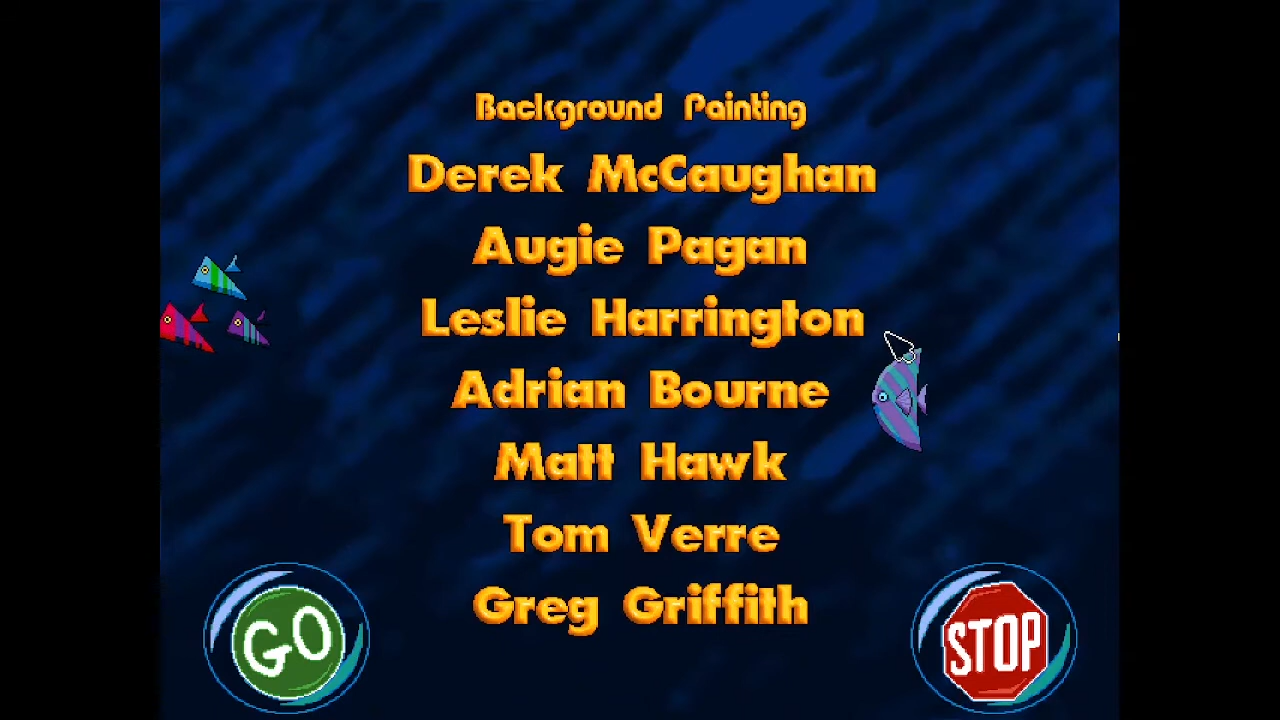 Background Painting
Derek McCaughan
Augie Pagan
Leslie Harrington
Adrian Bourne
Matt Hawk
Tom Verre
Greg Griffith
GO
STOP